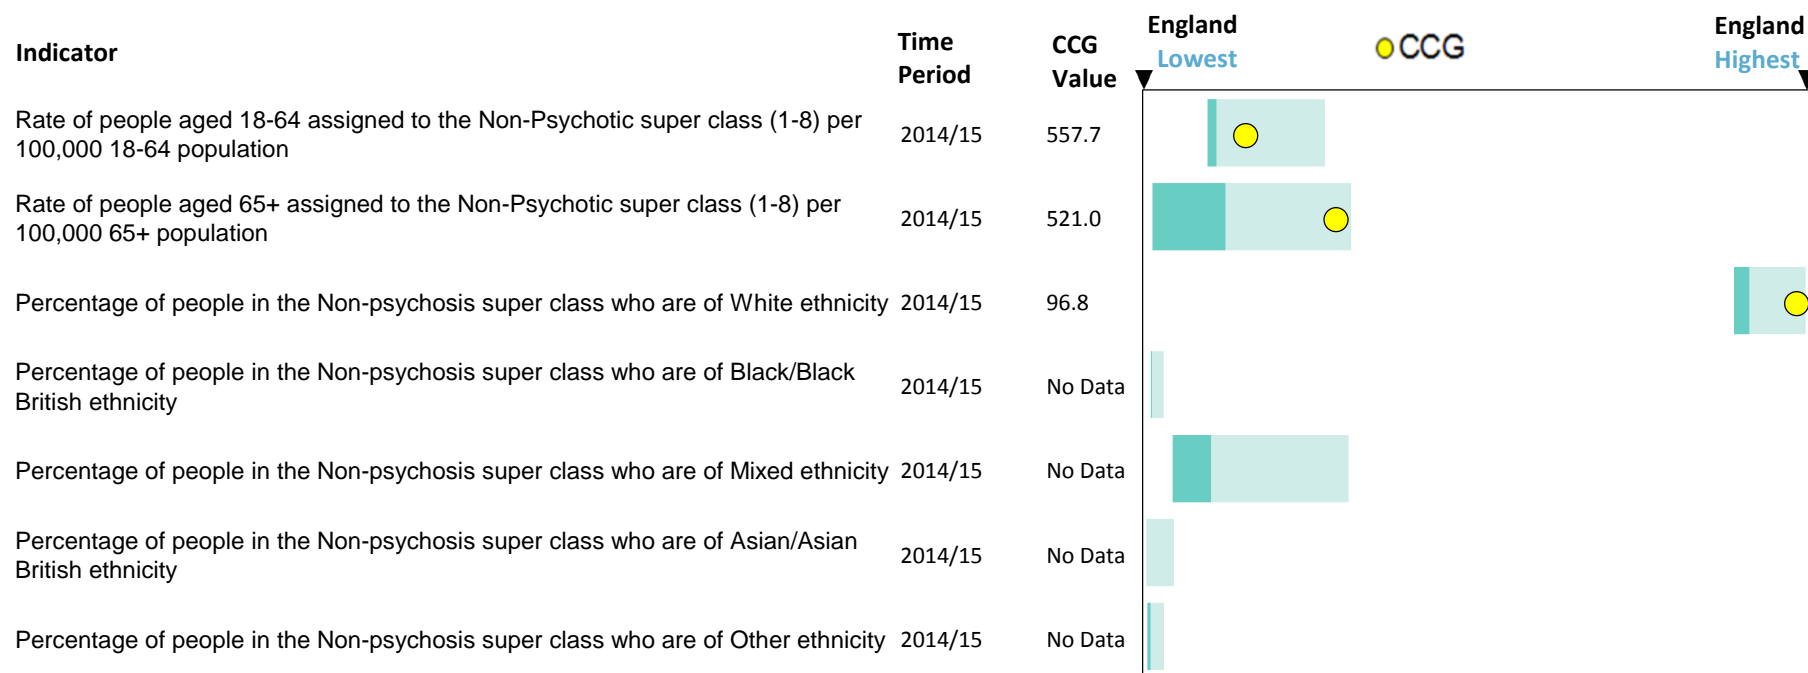 Indicator
Time Period
CCG Value
England Lowest
CCG
England Highest
Rate of people aged 18-64 assigned to the Non-Psychotic super class (1-8) per
100,000 18-64 population
2014/15
557.7
Rate of people aged 65+ assigned to the Non-Psychotic super class (1-8) per
100,000 65+ population
2014/15
521.0
Percentage of people in the Non-psychosis super class who are of White ethnicity 2014/15 96.8
Percentage of people in the Non-psychosis super class who are of Black/Black
British ethnicity
2014/15
No Data
Percentage of people in the Non-psychosis super class who are of Mixed ethnicity 2014/15 No Data
Percentage of people in the Non-psychosis super class who are of Asian/Asian
British ethnicity
2014/15
No Data
Percentage of people in the Non-psychosis super class who are of Other ethnicity 2014/15 No Data